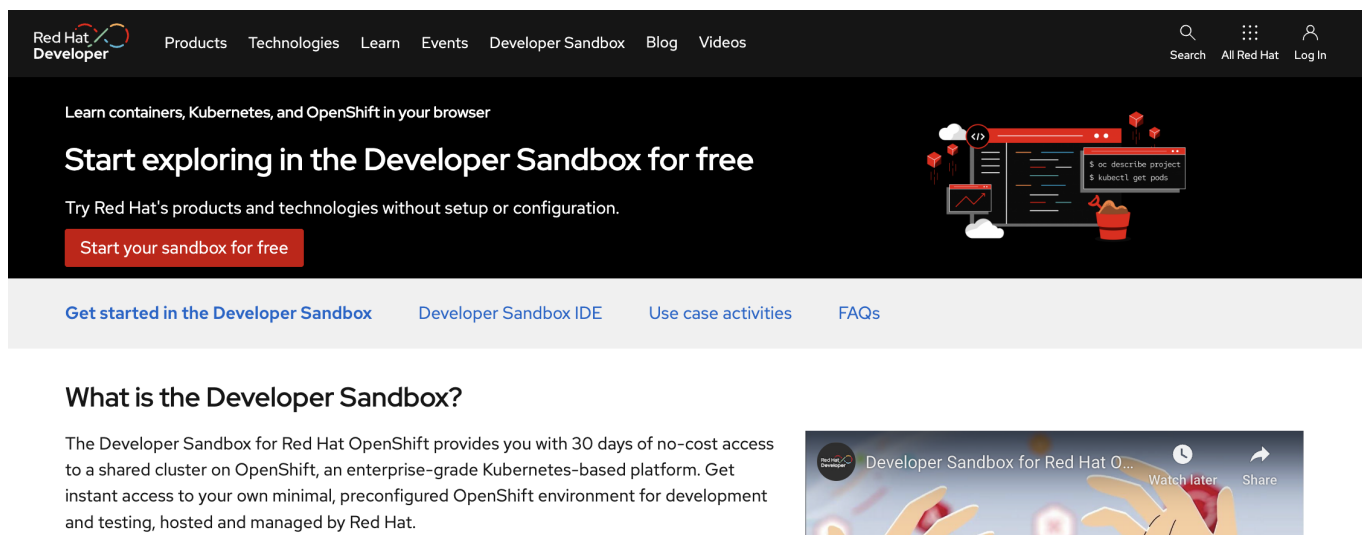 Red Hat
Developer
Products Technologies Learn Events Developer Sandbox Blog Videos
Search All Red Hat Log In
Learn containers, Kubernetes, and OpenShift in your browser
Start exploring in the Developer Sandbox for free
Try Red Hat's products and technologies without setup or configuration.
Start your sandbox for free
</>
$ oc describe project
$ kubectl get pods
Get started in the Developer Sandbox Developer Sandbox IDE Use case activities FAQs
What is the Developer Sandbox?
The Developer Sandbox for Red Hat OpenShift provides you with 30 days of no-cost access
to a shared cluster on OpenShift, an enterprise-grade Kubernetes-based platform. Get
instant access to your own minimal, preconfigured OpenShift environment for development
and testing, hosted and managed by Red Hat.
Red Hat
Developer
Developer Sandbox for Red Hat O...
Watch later Share